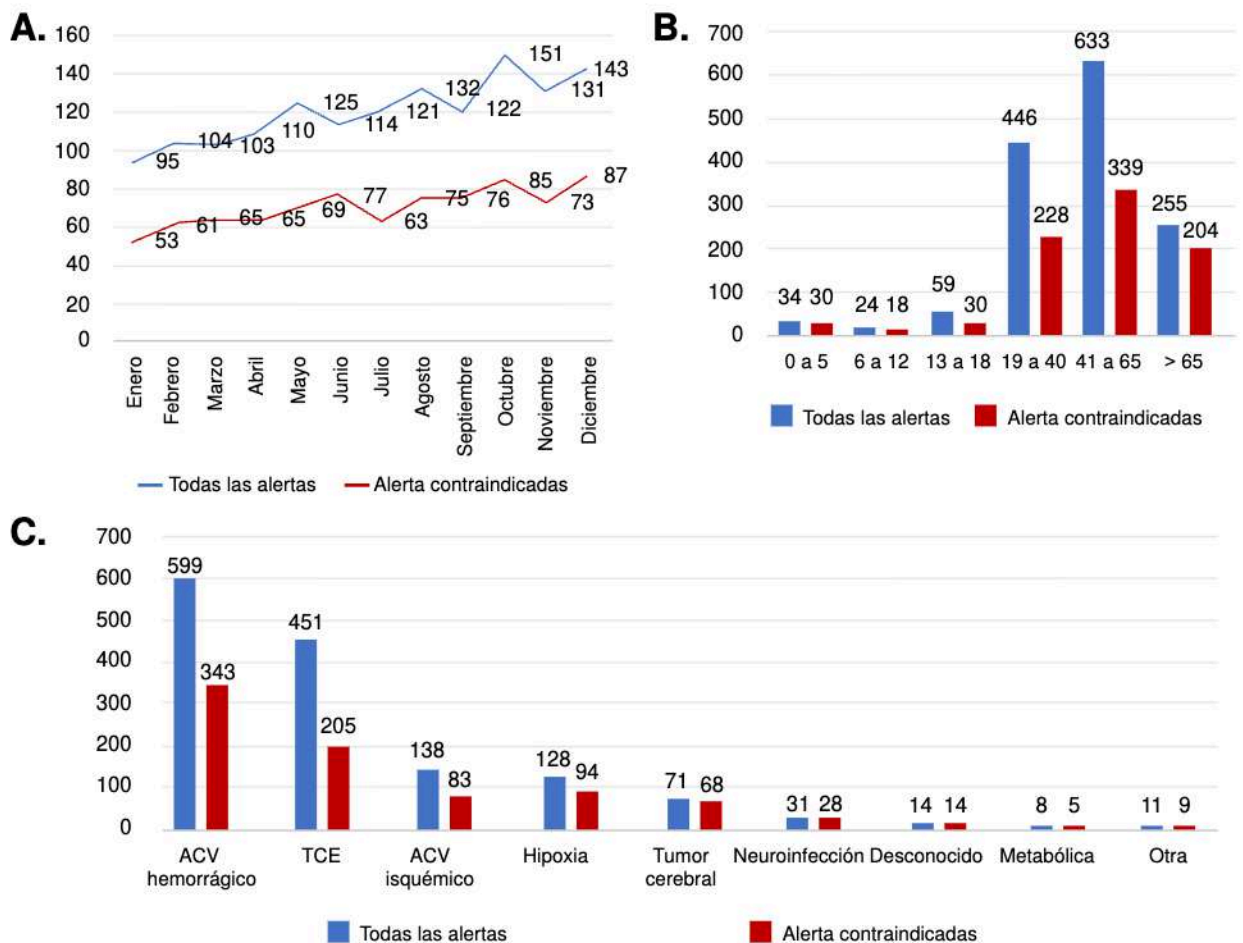 A.
160
140
120
100
80
60
40
20
0
95
104
103
110
125
114
121
132
122
151
131
143
53
61
65
65
69
77
63
75
76
85
73
87
Enero
Febrero
Marzo
Abril
Mayo
Junio
Julio
Agosto
Septiembre
Octubre
Noviembre
Diciembre
Todas las alertas Alerta contraindicadas
B.
700
600
500
400
300
200
100
0
34 30
24 18
59 30
446 228
633 339
255 204
0 a 5 6 a 12 13 a 18 19 a 40 41 a 65 > 65
Todas las alertas Alerta contraindicadas
C.
700
600
500
400
300
200
100
0
599 343
451 205
138 83
128 94
71 68
31 28
14 14
8 5
11 9
ACV hemorrágico
TCE
ACV isquémico
Hipoxia
Tumor cerebral
Neuroinfección
Desconocido
Metabólica
Otra
Todas las alertas Alerta contraindicadas